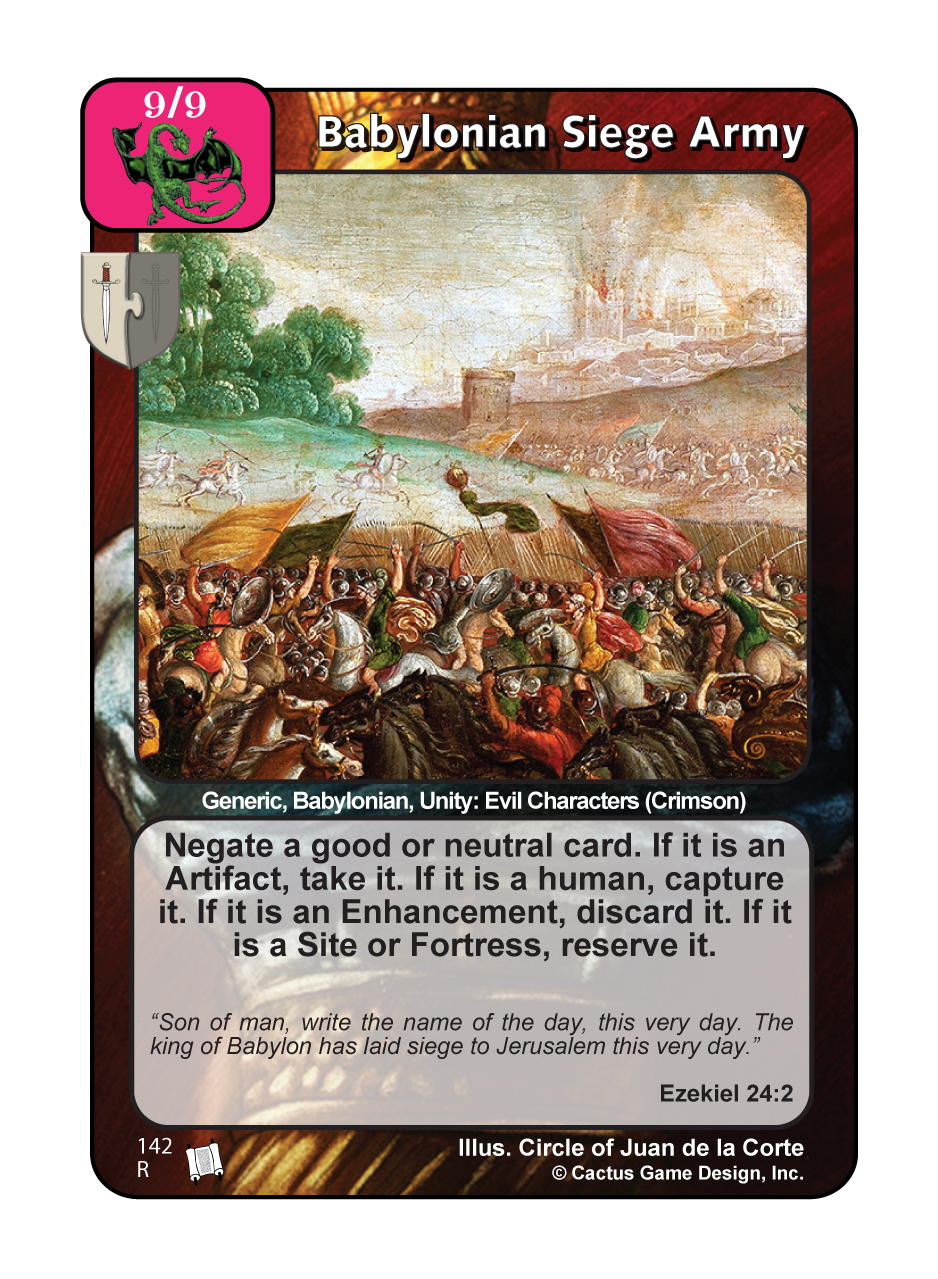 9/9
Babylonian Siege Army
Generic, Babylonian, Unity: Evil Characters (Crimson)
Negate a good or neutral card. If it is an
Artifact, take it. If it is a human, capture
it. If it is an Enhancement, discard it. If it
is a Site or Fortress, reserve it.
“Son of man, write the name of the day, this very day. The
king of Babylon has laid siege to Jerusalem this very day.”
Ezekiel 24:2
142
R
Illus. Circle of Juan de la Corte
© Cactus Game Design, Inc.